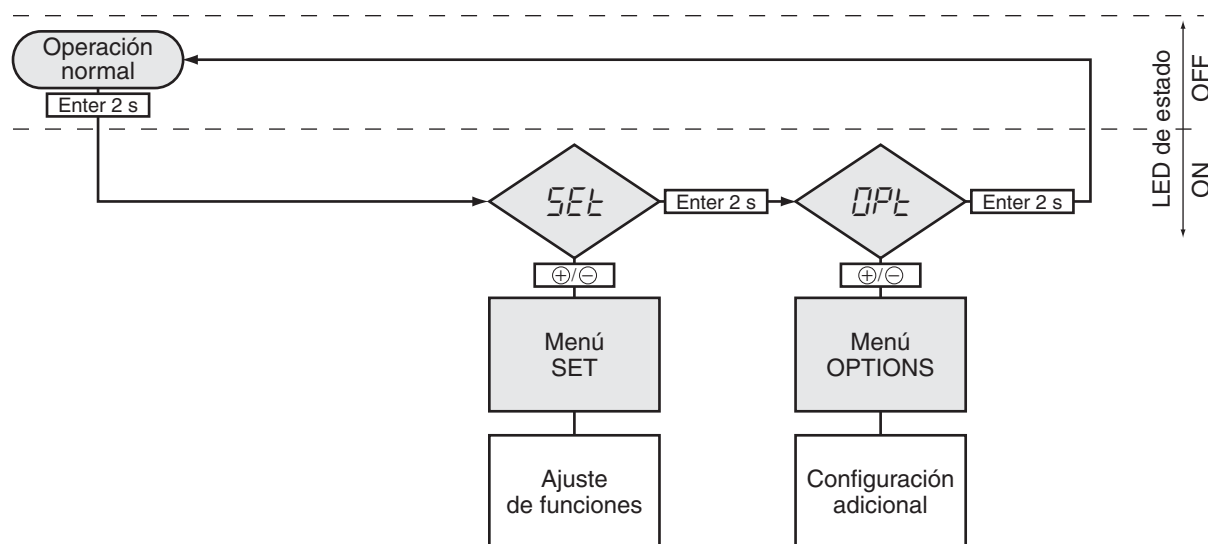 Operación
normal
Enter 2 s
LED de estado
OFF
ON
SEt
Enter 2 s
OPt
Enter 2 s
⊕/⊖
⊕/⊖
Menú
SET
Menú
OPTIONS
Ajuste
de funciones
Configuración
adicional